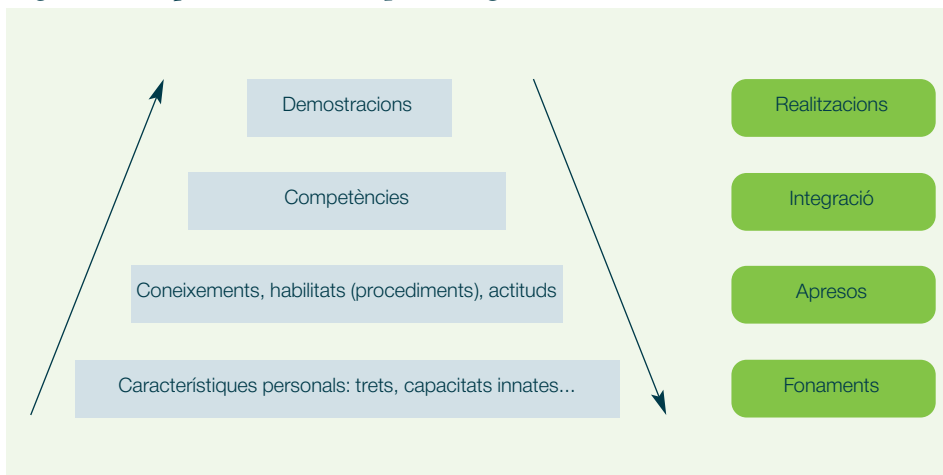 Demostracions
Realitzacions
Competències
Integració
Coneixements, habilitats (procediments), actituds
Apresos
Característiques personals: trets, capacitats innates...
Fonaments